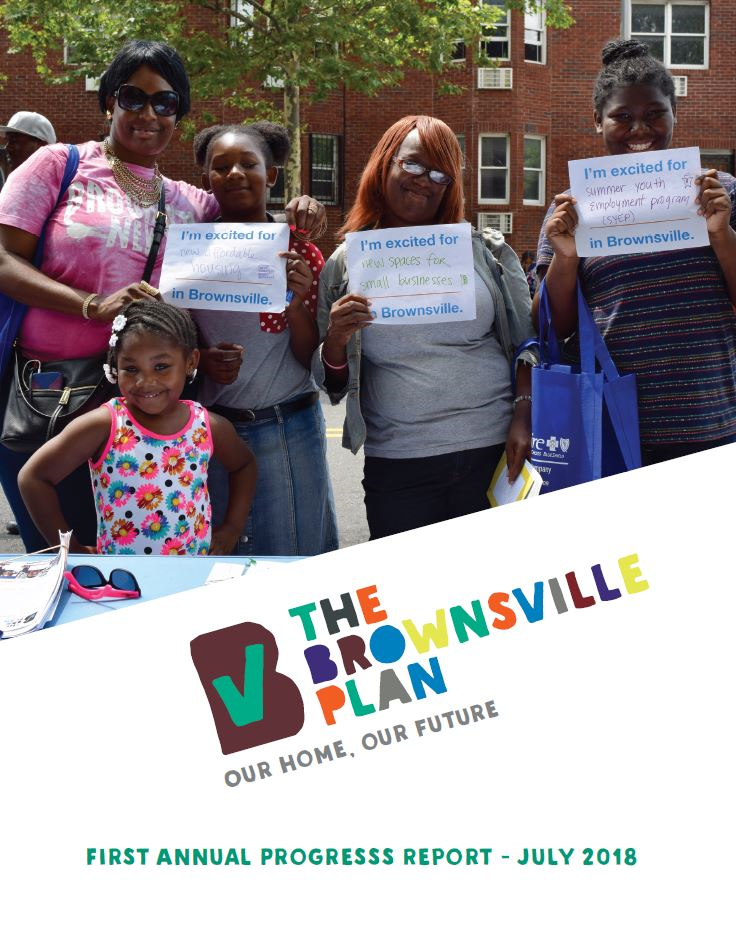 I'm excited for
new affordable
housing
in Brownsville.
I'm excited for
new spaces for
small businesses
Brownsville.
I'm excited for
summer youth
employment program
(SYEP)
in Brownsville.
B
THE
BROWNSVILLE
PLAN
OUR HOME, OUR FUTURE
FIRST ANNUAL PROGRESSS REPORT - JULY 2018